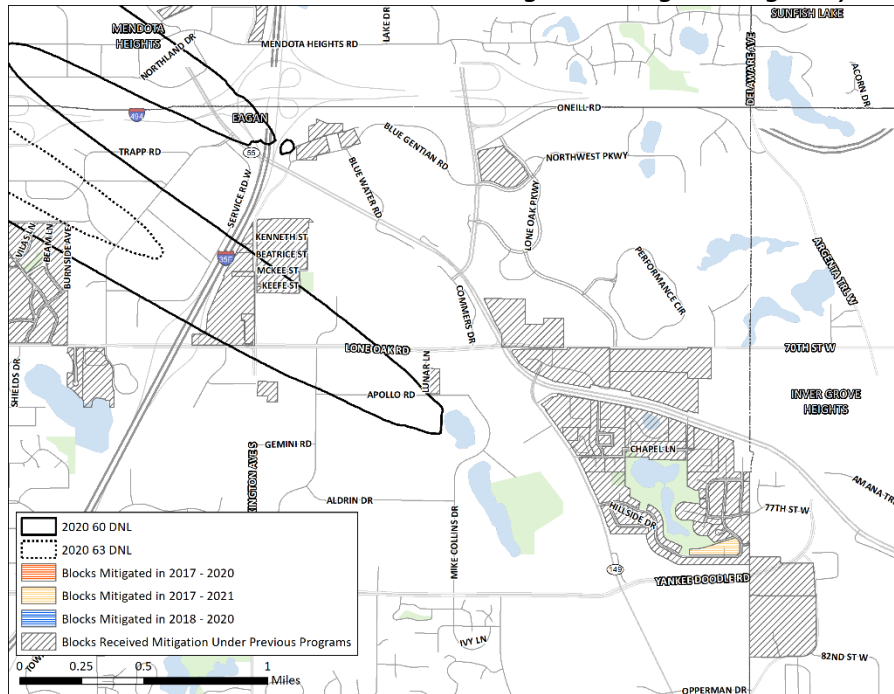 SUNFISH LAKE
MENDOTA
HEIGHTS
NORTHLAND DR
MENDOTA HEIGHTS RD
LAKE DR
DELAWARE AVE
ACORN DR
494
EAGAN
ONEILL RD
55
TRAPP RD
SERVICE RD W
BLUE GENTIAN RD
BLUE WATER RD
NORTHWEST PKWY
LONE OAK PKWY
VILAS LN
BEAM LN
BURNSIDE AVE
KENNETH ST
BEATRICE ST
MCKEE ST
KEEFE ST
35E
PERFORMANCE CIR
ARGENTA TRL W
COMMERS DR
LONE OAK RD
70TH ST W
SHIELDS DR
LUNAR LN
APOLLO RD
INVER GROVE
HEIGHTS
GEMINI RD
CHAPEL LN
AMANA TR
ALDRIN DR
HILLSIDE DR
77TH ST W
MIKE COLLINS DR
149
YANKEE DOODLE RD
IVY LN
82ND ST W
OPPERMAN DR
2020 60 DNL
2020 63 DNL
Blocks Mitigated in 2017 - 2020
Blocks Mitigated in 2017 - 2021
Blocks Mitigated in 2018 - 2020
Blocks Received Mitigation Under Previous Programs
0 0.25 0.5 1
Miles